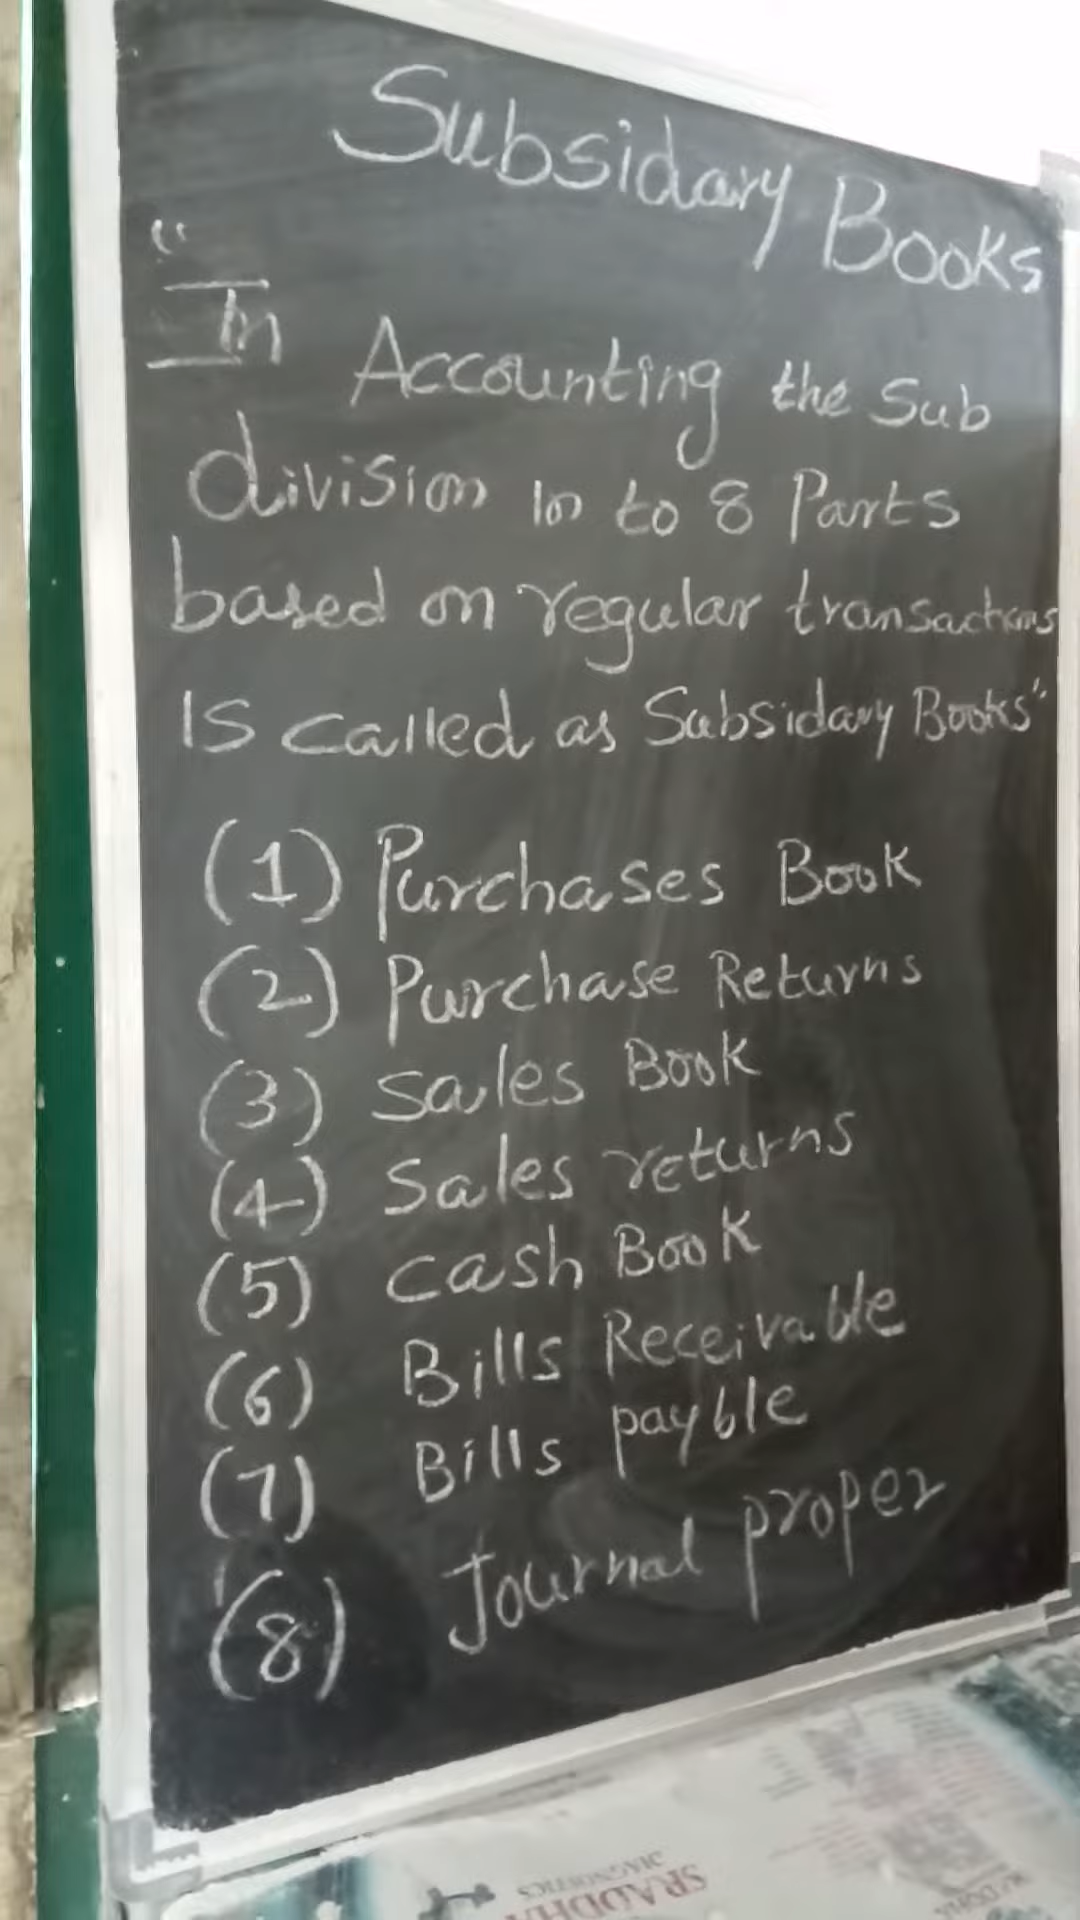 Subsidary Books
"In Accounting the Sub
division in to 8 Parts
based on regular transactions
is called as Subsidary Books"
(1) Purchases Book
(2) Purchase Returns
(3) Sales Book
(4) Sales returns
(5) Cash Book
(6) Bills Receivable
(7) Bills payble
(8) Journal proper
SRADDHA
DIAGNOSTICS